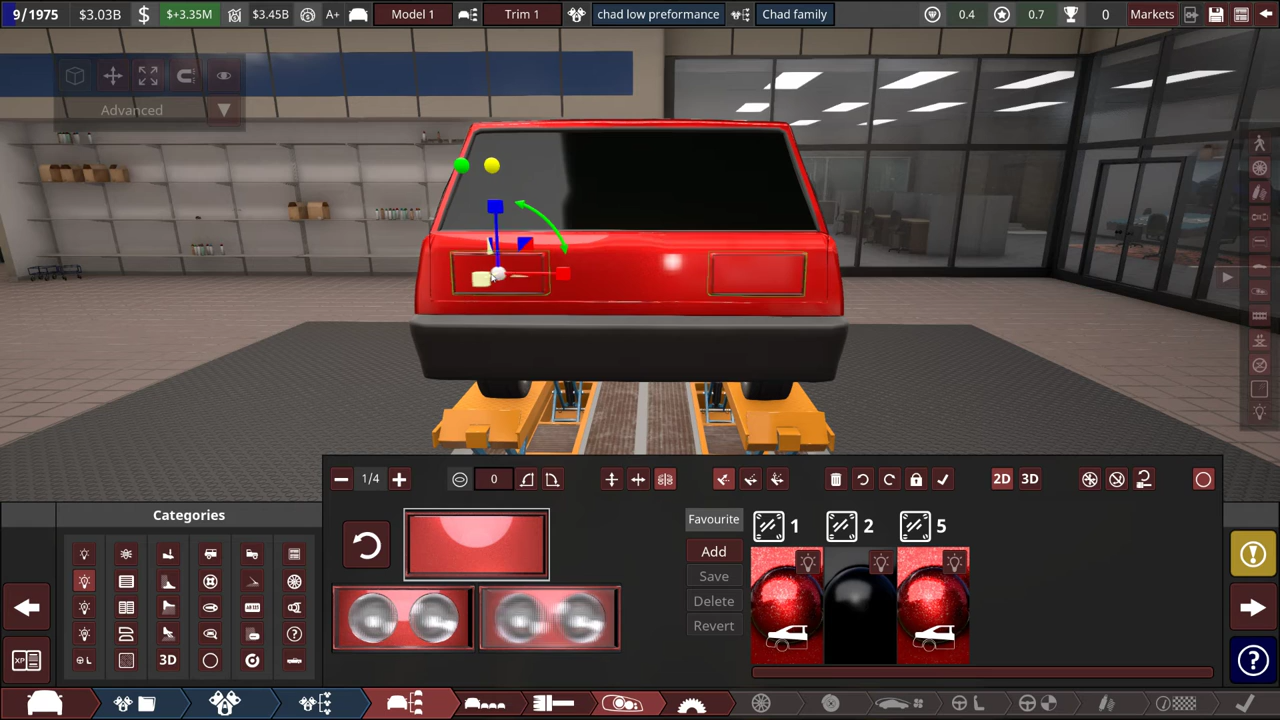 9/1975 $3.03B $ $+3.35M $3.45B A+ Model 1 Trim 1 chad low preformance Chad family 0.4 0.7 0 Markets
Advanced
1/4 0 2D 3D
Categories
Favourite 1 2 5
Add
Save
Delete
Revert
L 3D ?
XP ?